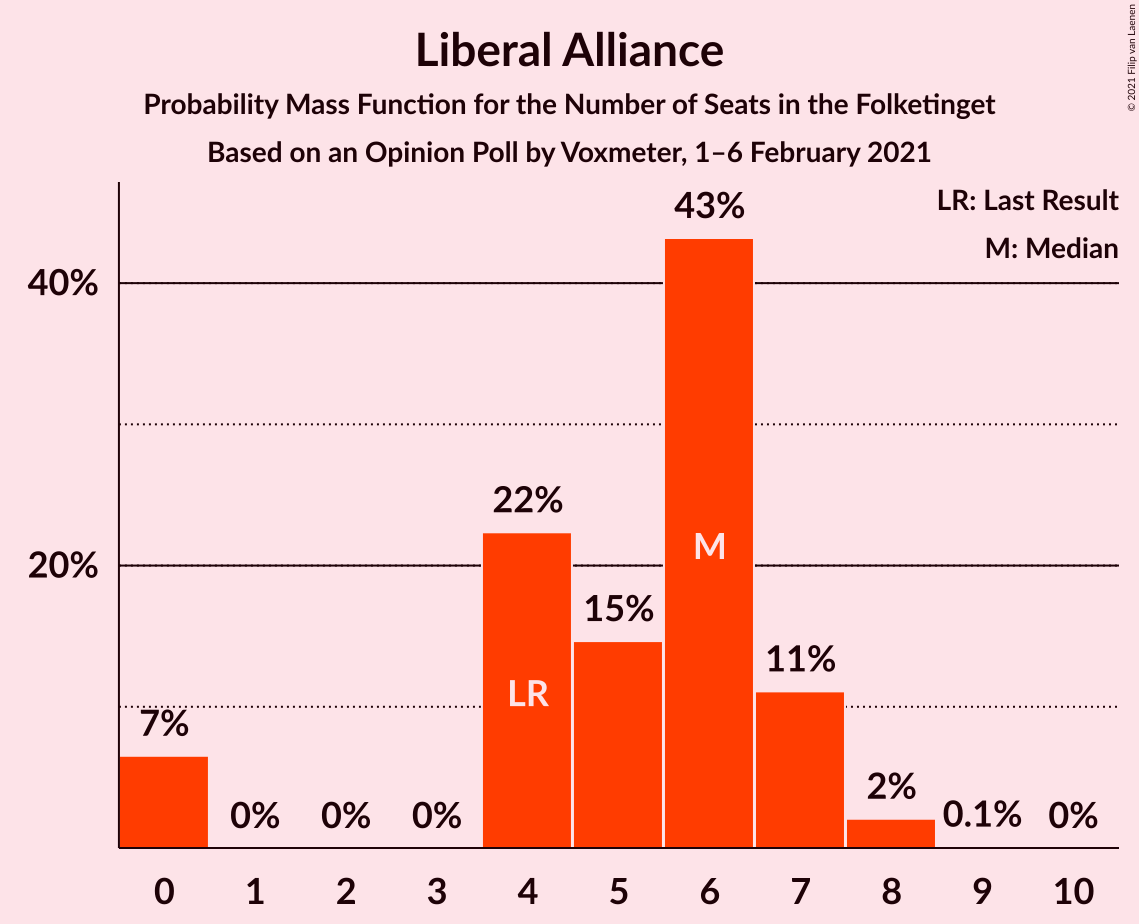 © 2021 Filip van Laenen
Liberal Alliance
Probability Mass Function for the Number of Seats in the Folketinget
Based on an Opinion Poll by Voxmeter, 1–6 February 2021
LR: Last Result
M: Median
40%
20%
7%
0%
0%
0%
22%
15%
43%
11%
2%
0.1%
0%
LR
M
0 1 2 3 4 5 6 7 8 9 10